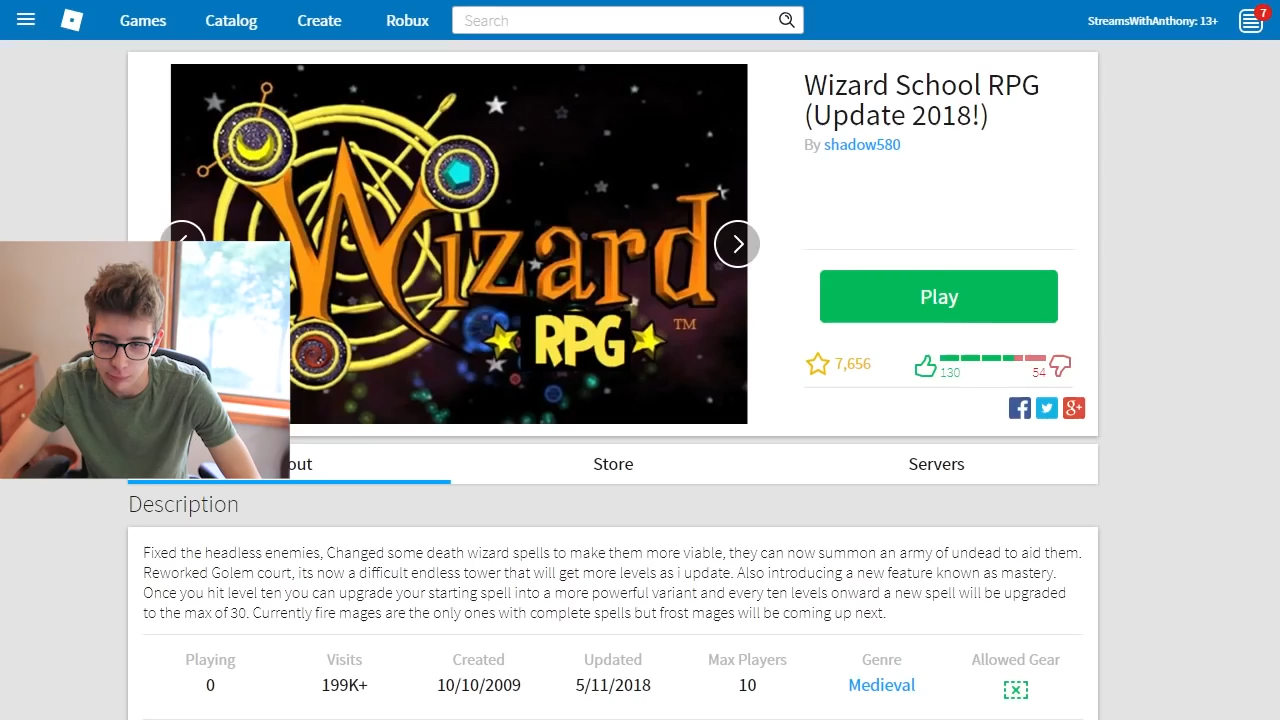 Games Catalog Create Robux Search StreamsWithAnthony: 13+ 7
Wizard
RPG
TM
Wizard School RPG
(Update 2018!)
By shadow580
Play
7,656
130
54
out Store Servers
Description
Fixed the headless enemies, Changed some death wizard spells to make them more viable, they can now summon an army of undead to aid them.
Reworked Golem court, its now a difficult endless tower that will get more levels as i update. Also introducing a new feature known as mastery.
Once you hit level ten you can upgrade your starting spell into a more powerful variant and every ten levels onward a new spell will be upgraded
to the max of 30. Currently fire mages are the only ones with complete spells but frost mages will be coming up next.
Playing Visits Created Updated Max Players Genre Allowed Gear
0 199K+ 10/10/2009 5/11/2018 10 Medieval